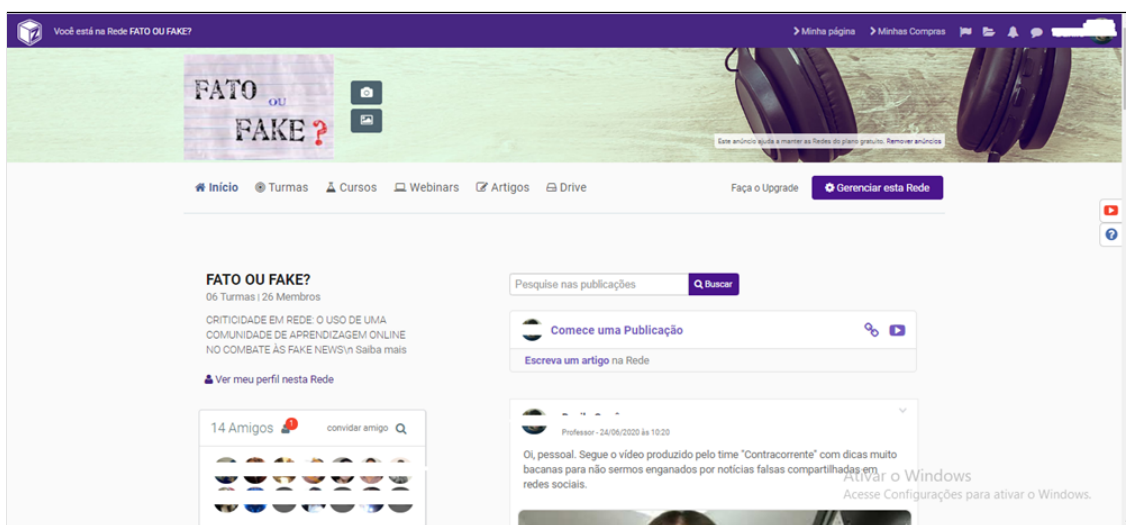 Você está na Rede FATO OU FAKE?
Minha página
Minhas Compras
FATO
OU
FAKE?
Este anúncio ajuda a manter as Redes do plano gratuito. Remover anúncios
Início
Turmas
Cursos
Webinars
Artigos
Drive
Faça o Upgrade
Gerenciar esta Rede
FATO OU FAKE?
06 Turmas | 26 Membros
CRITICIDADE EM REDE: O USO DE UMA
COMUNIDADE DE APRENDIZAGEM ONLINE
NO COMBATE ÀS FAKE NEWS\n Saiba mais
Ver meu perfil nesta Rede
14 Amigos
1
convidar amigo
Pesquise nas publicações
Buscar
Comece uma Publicação
Escreva um artigo na Rede
Professor - 24/06/2020 às 10:20
Oi, pessoal. Segue o vídeo produzido pelo time "Contracorrente" com dicas muito
bacanas para não sermos enganados por notícias falsas compartilhadas em
redes sociais.
Ativar o Windows
Acesse Configurações para ativar o Windows.